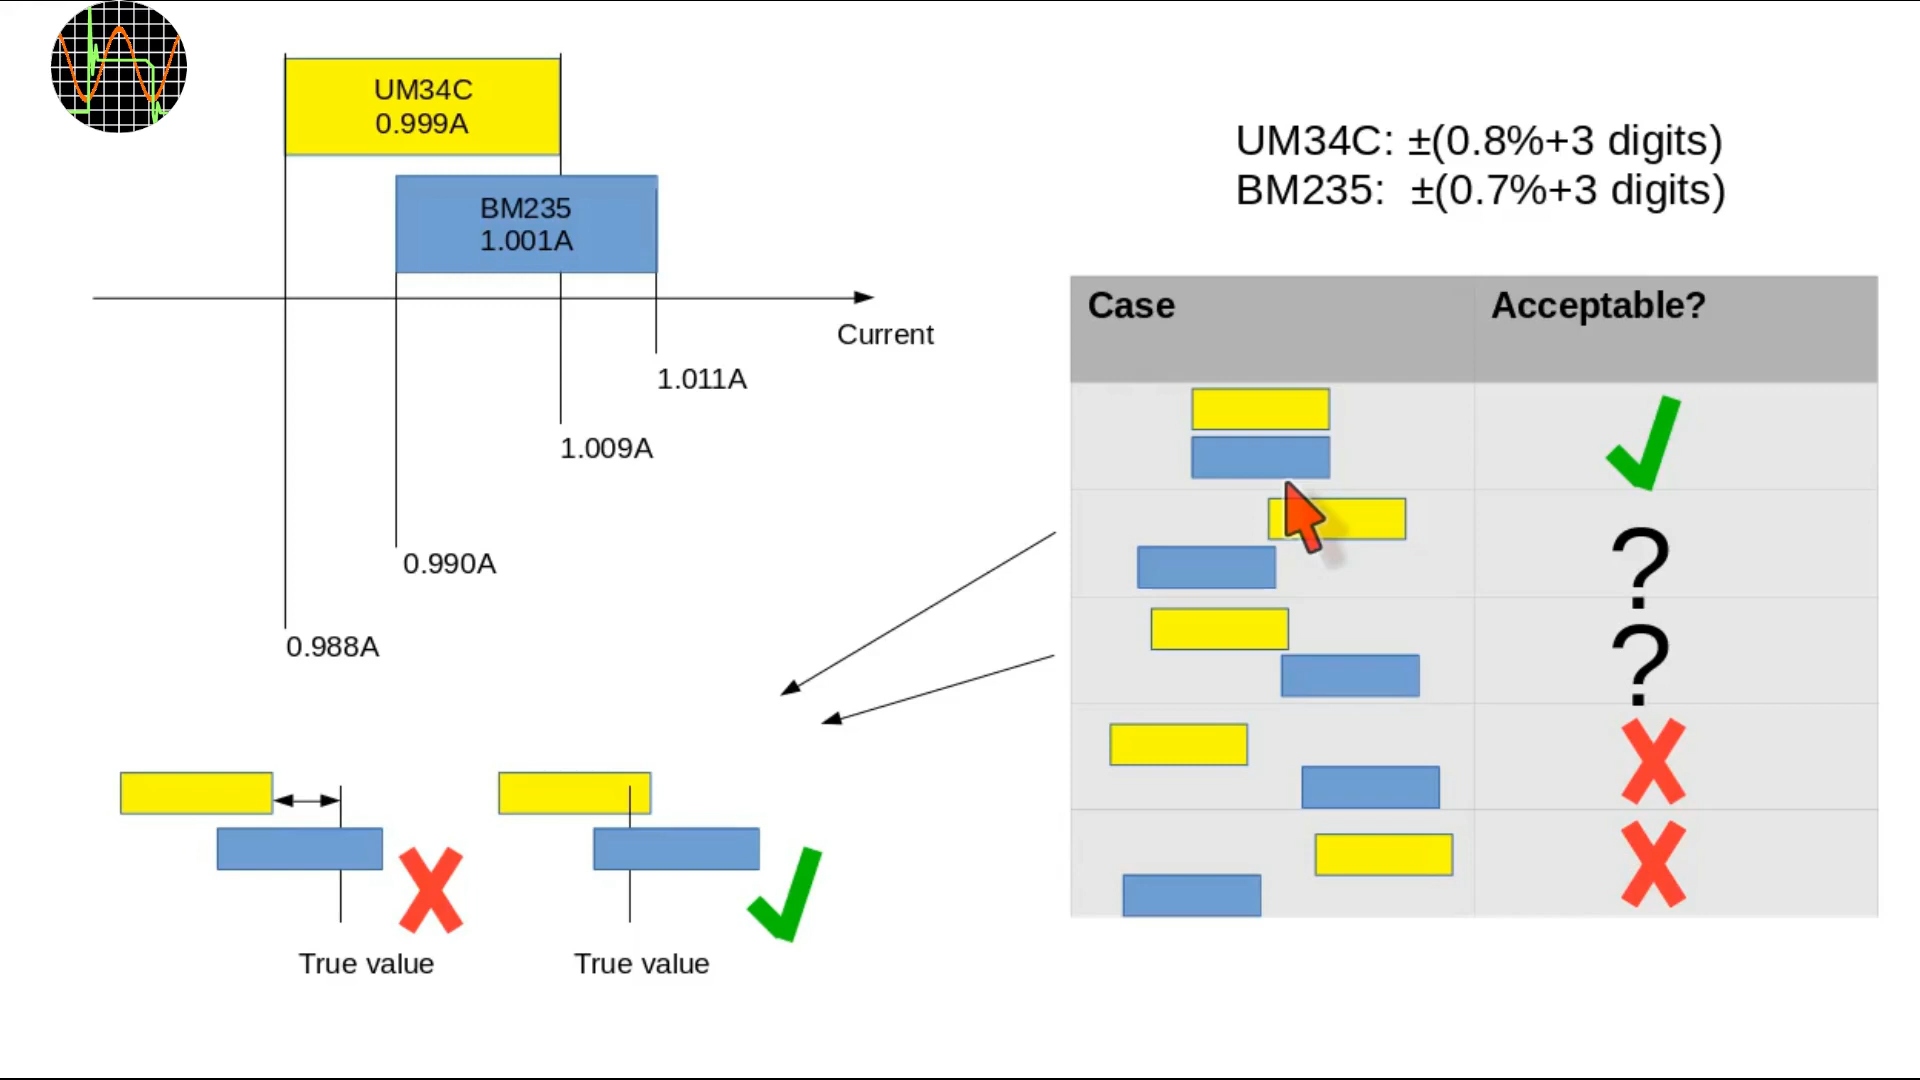 UM34C
0.999A
BM235
1.001A
Current
1.011A
1.009A
0.990A
0.988A
UM34C: ±(0.8%+3 digits)
BM235: ±(0.7%+3 digits)
Case Acceptable?
?
?
True value True value